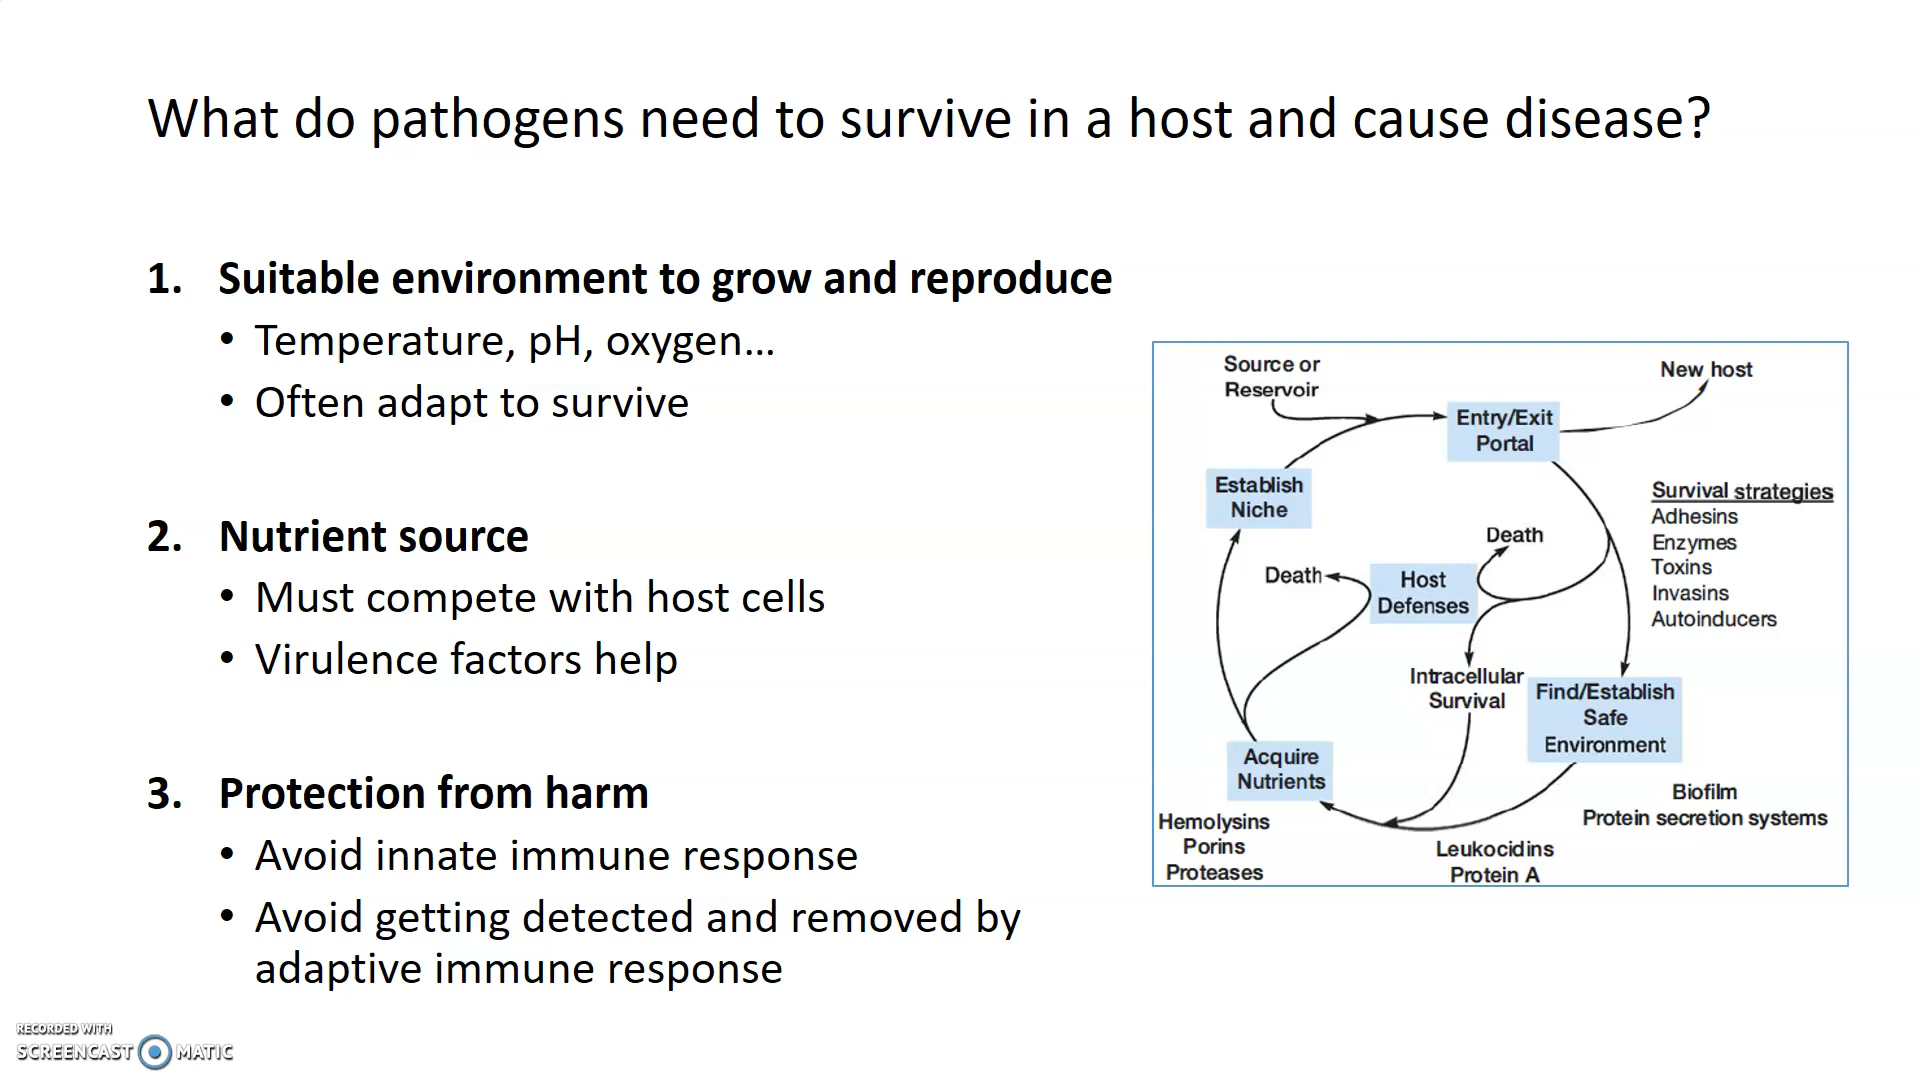 What do pathogens need to survive in a host and cause disease?
1. Suitable environment to grow and reproduce
• Temperature, pH, oxygen…
• Often adapt to survive
2. Nutrient source
• Must compete with host cells
• Virulence factors help
3. Protection from harm
• Avoid innate immune response
• Avoid getting detected and removed by
adaptive immune response
Source or
Reservoir
New host
Entry/Exit
Portal
Establish
Niche
Survival strategies
Adhesins
Enzymes
Toxins
Invasins
Autoinducers
Death
Death
Host
Defenses
Intracellular
Survival
Find/Establish
Safe
Environment
Acquire
Nutrients
Biofilm
Protein secretion systems
Hemolysins
Porins
Proteases
Leukocidins
Protein A
RECORDED WITH
SCREENCAST MATIC